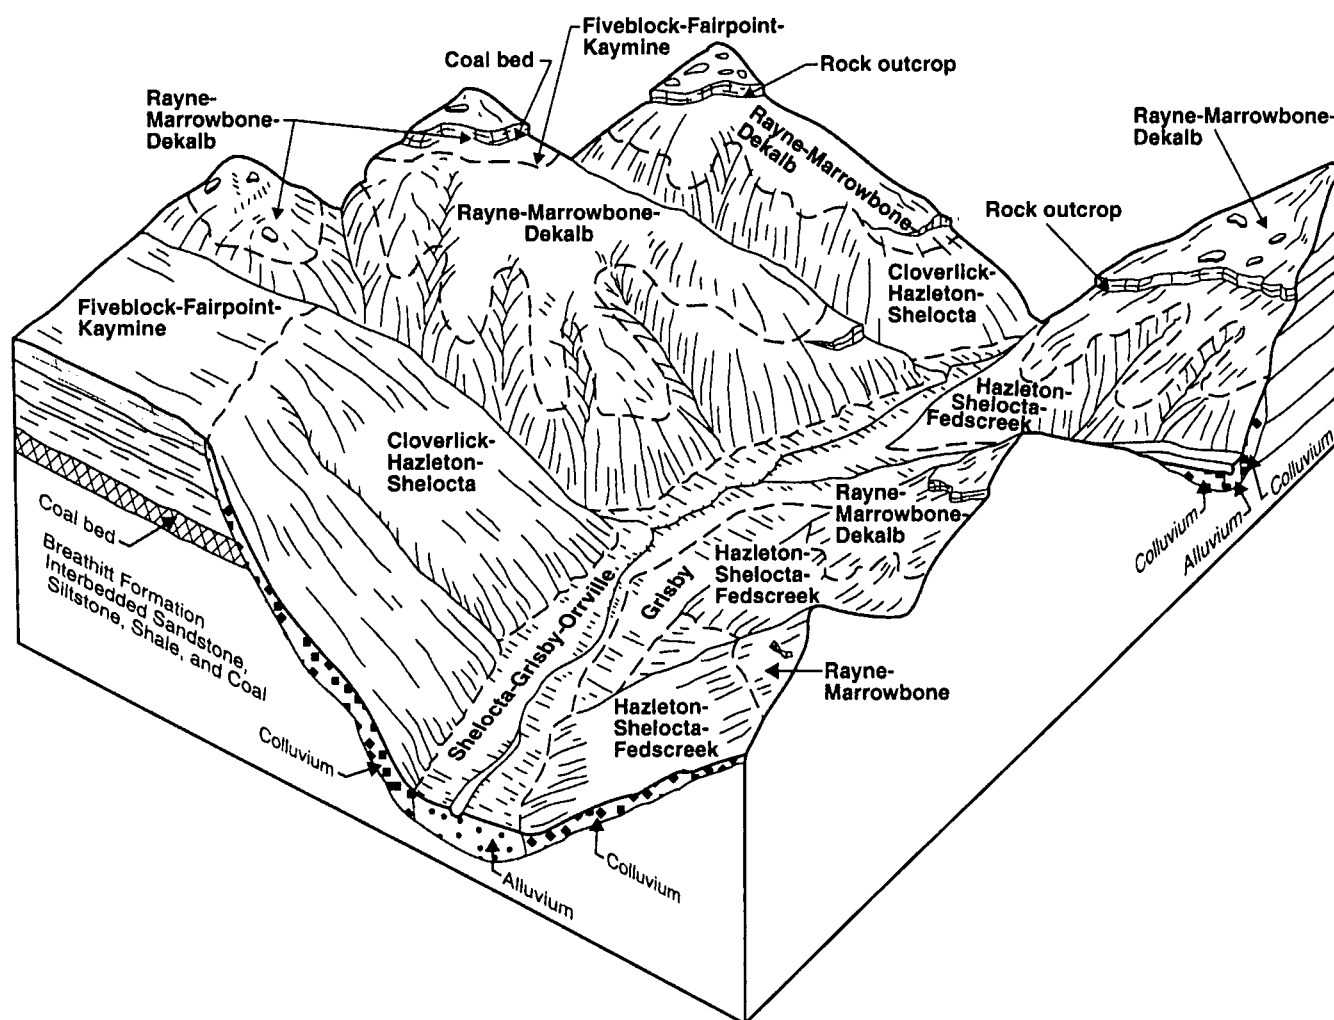 Fiveblock-Fairpoint-
Kaymine
Coal bed
Rock outcrop
Rayne-
Marrowbone-
Dekalb
Rayne-Marrowbone-
Dekalb
Rayne-Marrowbone-
Dekalb
Rayne-Marrowbone-
Dekalb
Rock outcrop
Cloverlick-
Hazleton-
Shelocta
Fiveblock-Fairpoint-
Kaymine
Hazleton-
Shelocta-
Fedscreek
Cloverlick-
Hazleton-
Shelocta
Colluvium
Alluvium
Colluvium
Rayne-
Marrowbone-
Dekalb
Coal bed
Breathitt Formation
Interbedded Sandstone,
Siltstone, Shale, and Coal
Hazleton-
Shelocta-
Fedscreek
Grisby
Shelocta-Grisby-Orrville
Rayne-
Marrowbone
Hazleton-
Shelocta-
Fedscreek
Colluvium
Colluvium
Alluvium